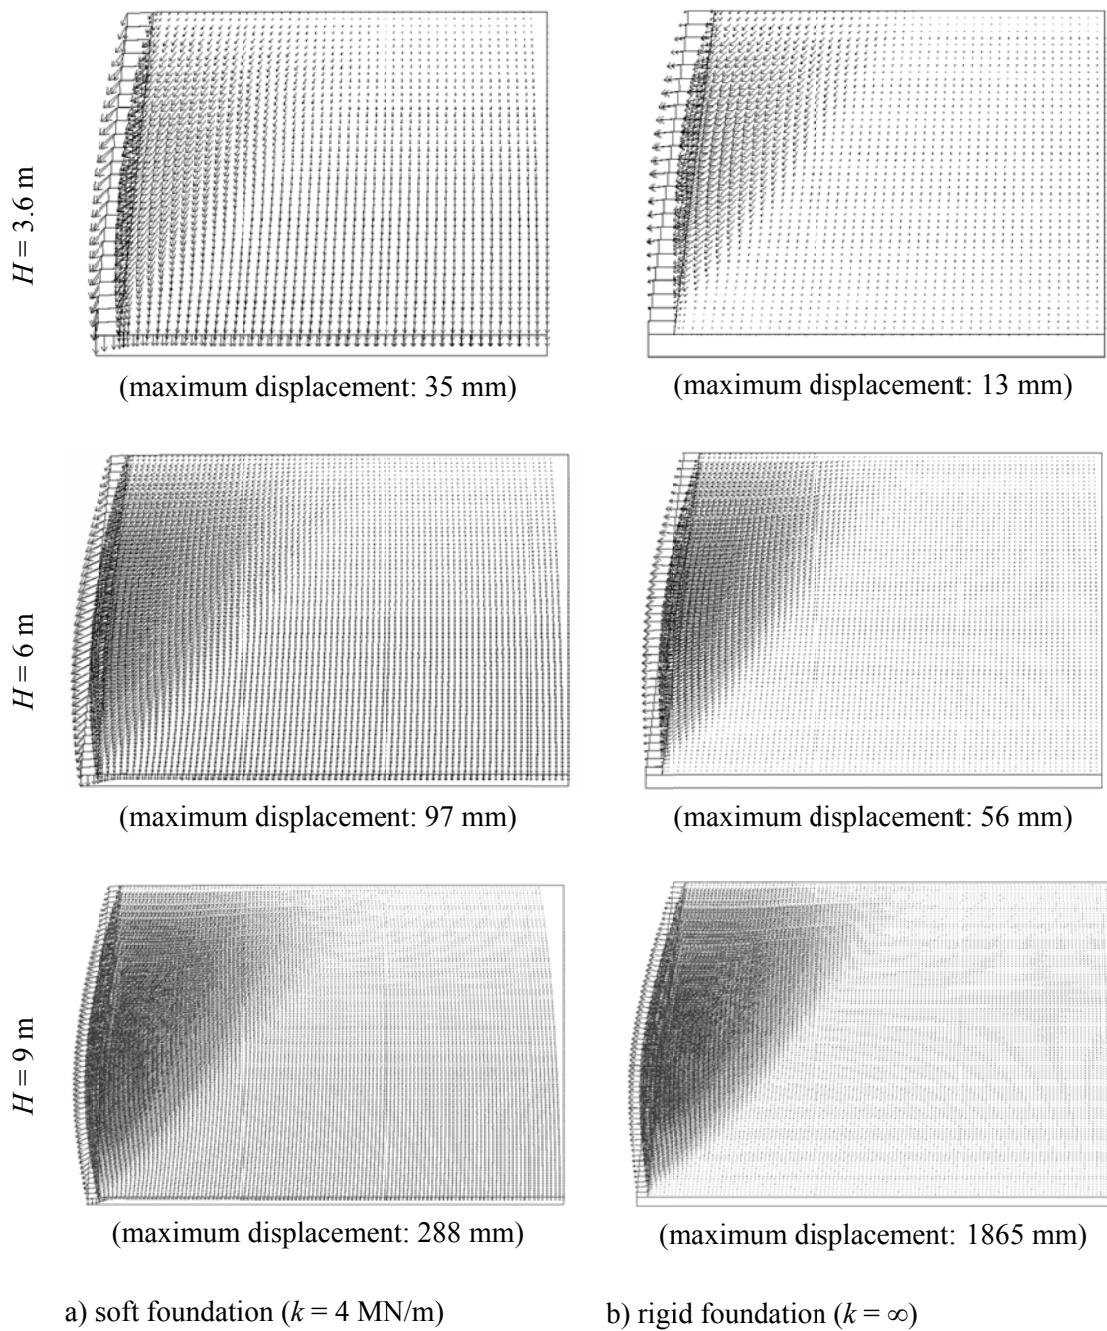 H = 3.6 m
(maximum displacement: 35 mm)
(maximum displacement: 13 mm)
H = 6 m
(maximum displacement: 97 mm)
(maximum displacement: 56 mm)
H = 9 m
(maximum displacement: 288 mm)
(maximum displacement: 1865 mm)
a) soft foundation (k = 4 MN/m)
b) rigid foundation (k = ∞)